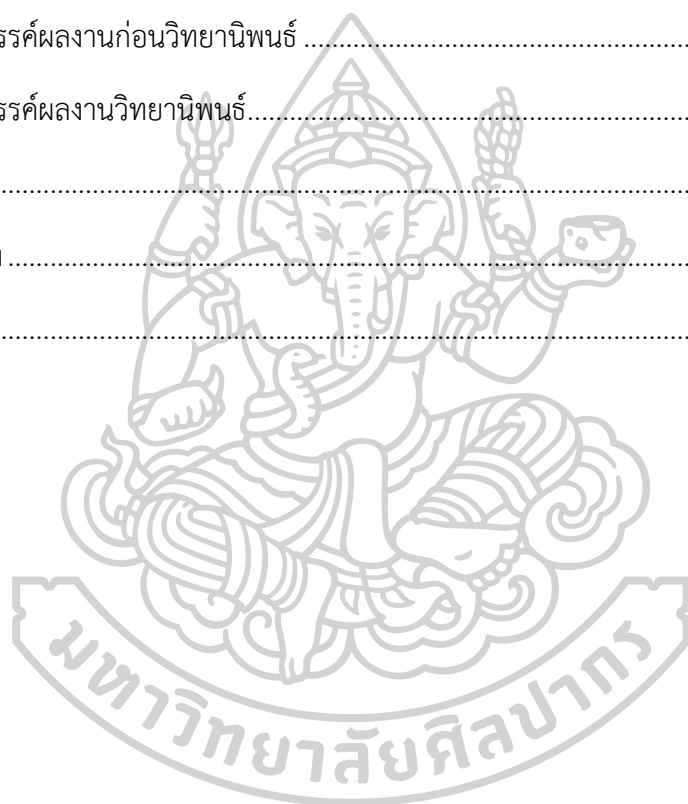 รรค์ผลงานก่อนวิทยานิพนธ์ ................................................................
รรค์ผลงานวิทยานิพนธ์................................................................
................................................................
................................................................
................................................................
มหาวิทยาลัยศิลปากร